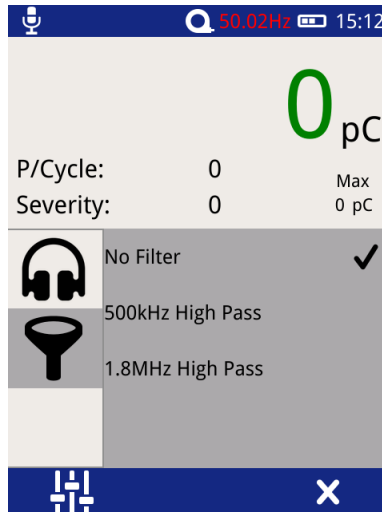 50.02Hz 15:12
0 pC
P/Cycle: 0
Max
Severity: 0
0 pC
No Filter
500kHz High Pass
1.8MHz High Pass